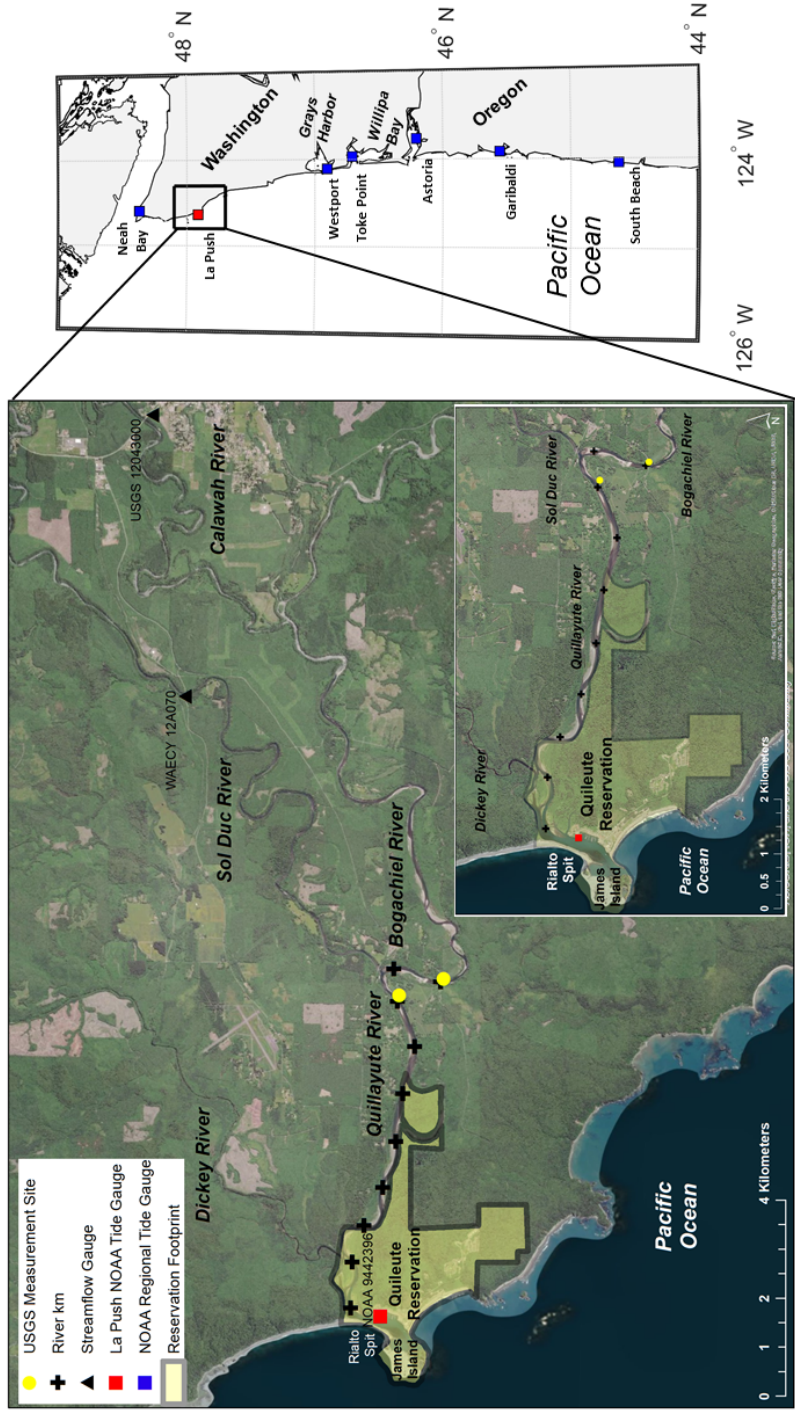 USGS Measurement Site
River km
Streamflow Gauge
La Push NOAA Tide Gauge
NOAA Regional Tide Gauge
Reservation Footprint
USGS 12043000
Calawah River
WAECY 12A070
Sol Duc River
Bogachiel River
Quillayute River
Dickey River
NOAA 9442396
Quileute
Reservation
Rialto
Spit
James
Island
Pacific
Ocean
0 1 2 4 Kilometers
Sol Duc River
Bogachiel River
Quillayute River
Dickey River
Quileute
Reservation
Rialto
Spit
James
Island
Pacific
Ocean
0 0.5 1 2 Kilometers
N
48° N
46° N
44° N
126° W
124° W
Neah
Bay
La Push
Washington
Grays
Harbor
Westport
Toke Point
Willipa
Bay
Astoria
Oregon
Garibaldi
South Beach
Pacific
Ocean